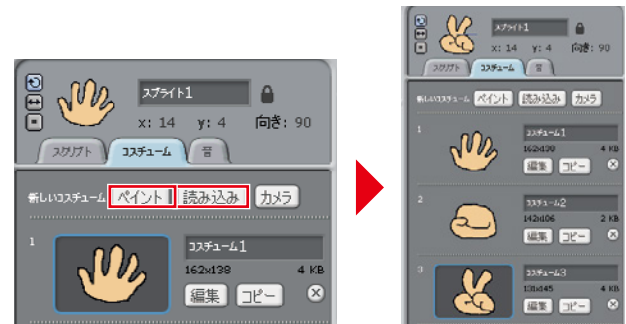 スプライト1
x: 14 y: 4 向き: 90
スクリプト コスチューム 音
新しいコスチューム ペイント 読み込み カメラ
1
コスチューム1
162x139 4 KB
編集 コピー
スプライト1
x: 14 y: 4 向き: 90
スクリプト コスチューム 音
新しいコスチューム ペイント 読み込み カメラ
1
コスチューム1
162x139 4 KB
編集 コピー
2
コスチューム2
142x106 2 KB
編集 コピー
3
コスチューム3
131x145 4 KB
編集 コピー